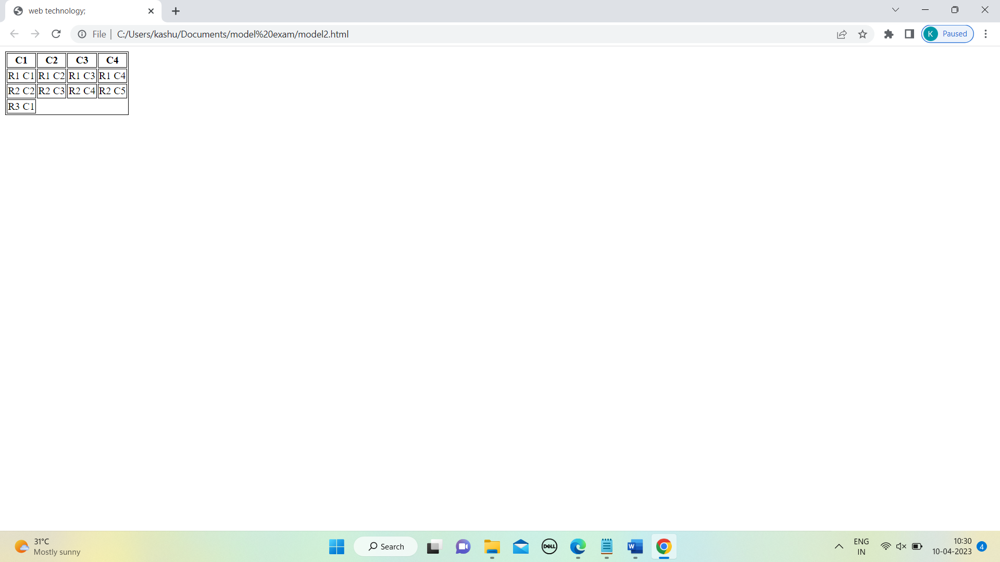 web technology;
File C:/Users/kashu/Documents/model%20exam/model2.html K Paused
C1 C2 C3 C4
R1 C1 R1 C2 R1 C3 R1 C4
R2 C2 R2 C3 R2 C4 R2 C5
R3 C1
31°C
Mostly sunny
Search
DELL
W
ENG
IN
10:30
10-04-2023
4